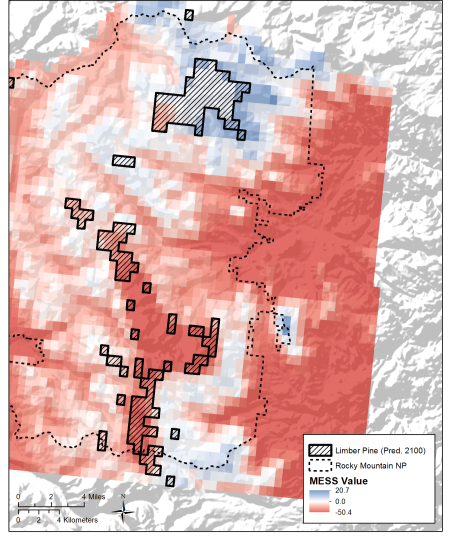 Limber Pine (Pred. 2100)
Rocky Mountain NP
MESS Value
20.7
0.0
-50.4
0 2 4 Miles
N
0 2 4 Kilometers